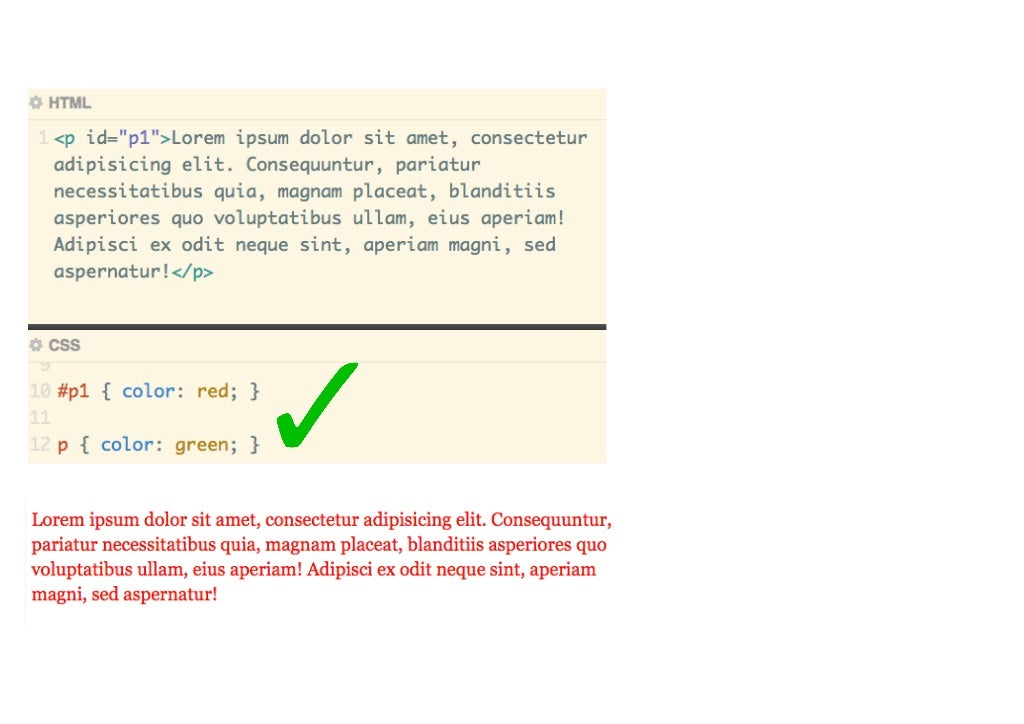 HTML
1 <p id="p1">Lorem ipsum dolor sit amet, consectetur
adipisicing elit. Consequuntur, pariatur
necessitatibus quia, magnam placeat, blanditiis
asperiores quo voluptatibus ullam, eius aperiam!
Adipisci ex odit neque sint, aperiam magni, sed
aspernatur!</p>
CSS
9
10 #p1 { color: red; }
11
12 p { color: green; }
Lorem ipsum dolor sit amet, consectetur adipisicing elit. Consequuntur,
pariatur necessitatibus quia, magnam placeat, blanditiis asperiores quo
voluptatibus ullam, eius aperiam! Adipisci ex odit neque sint, aperiam
magni, sed aspernatur!